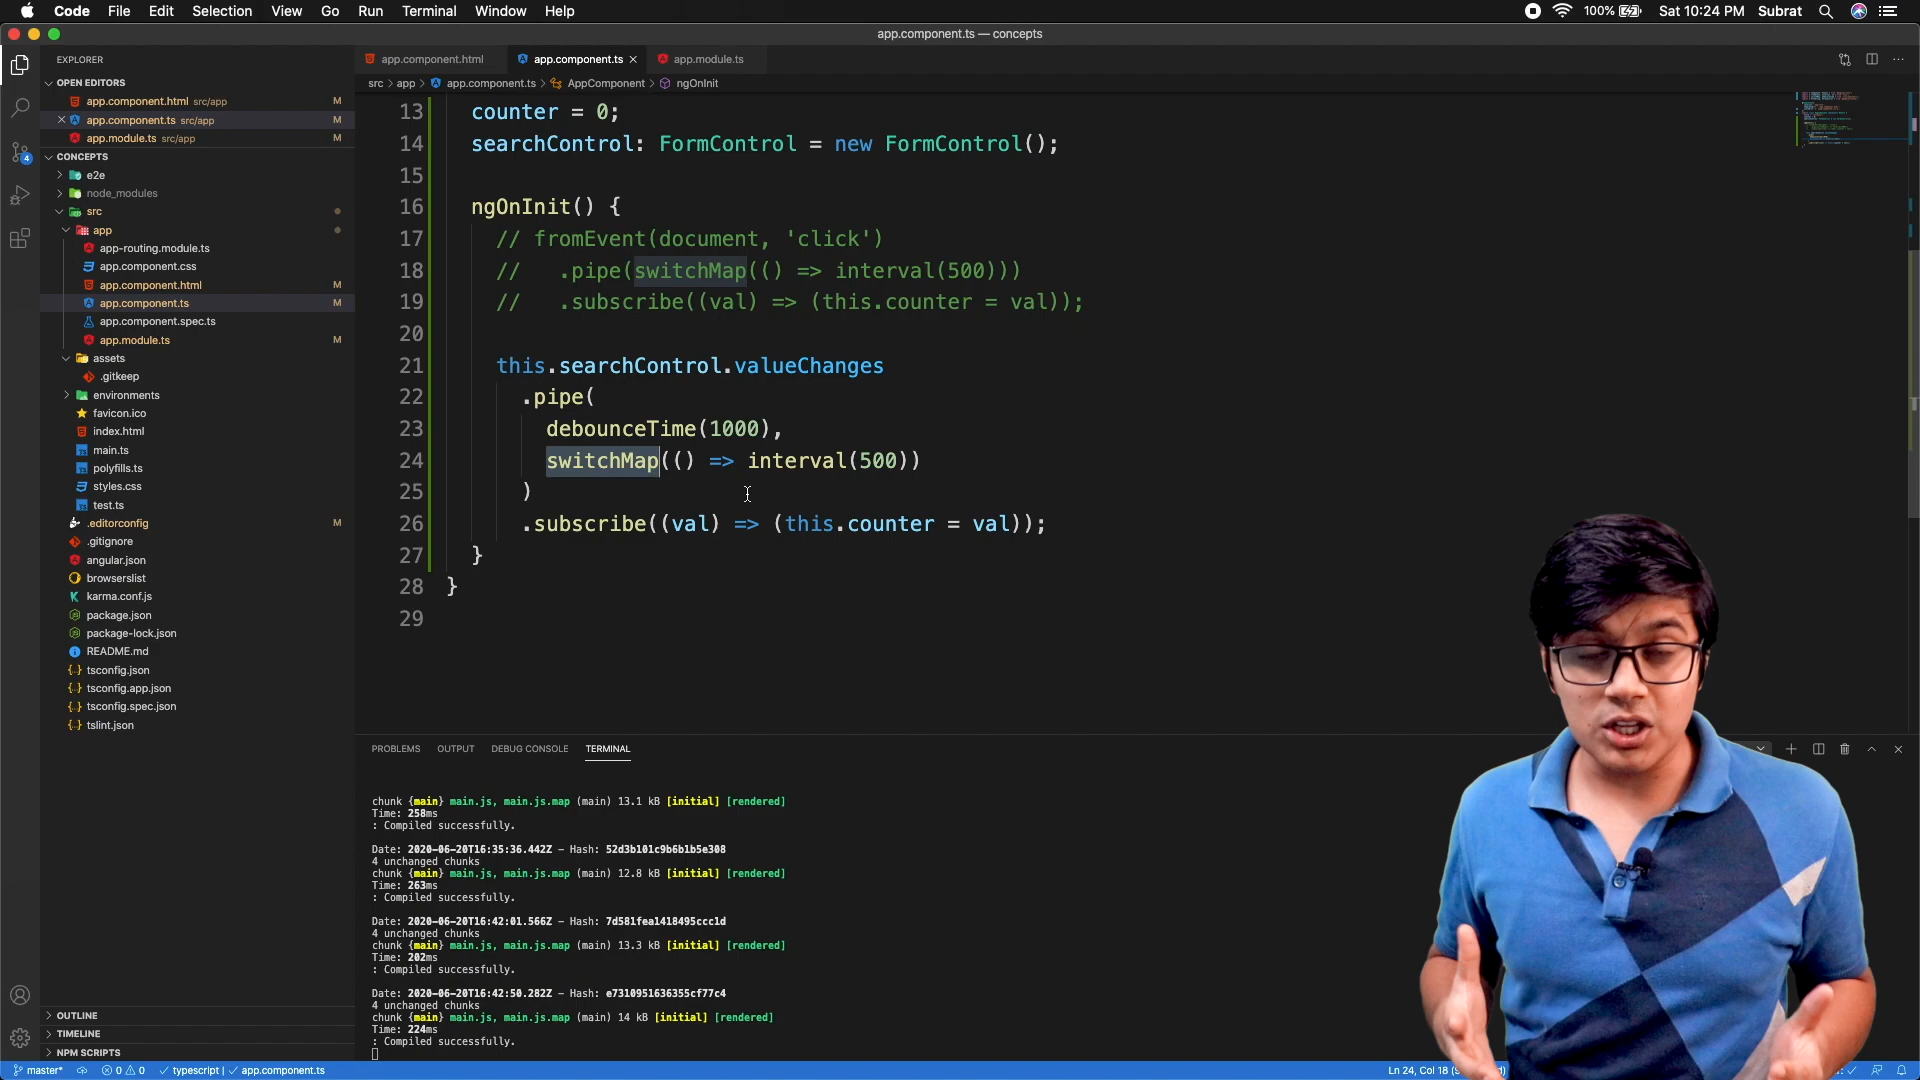 Code File Edit Selection View Go Run Terminal Window Help
100% Sat 10:24 PM Subrat
app.component.ts — concepts
EXPLORER
OPEN EDITORS
app.component.html src/app M
app.component.ts src/app M
app.module.ts src/app M
CONCEPTS
e2e
node_modules
src
app
app-routing.module.ts
app.component.css
app.component.html M
app.component.ts M
app.component.spec.ts
app.module.ts M
assets
.gitkeep
environments
favicon.ico
index.html
main.ts
polyfills.ts
styles.css
test.ts
.editorconfig M
.gitignore
angular.json
browserslist
karma.conf.js
package.json
package-lock.json
README.md
tsconfig.json
tsconfig.app.json
tsconfig.spec.json
tslint.json
OUTLINE
TIMELINE
NPM SCRIPTS
4
app.component.html app.component.ts app.module.ts
src > app > app.component.ts > AppComponent > ngOnInit
13 counter = 0;
14 searchControl: FormControl = new FormControl();
15
16 ngOnInit() {
17 // fromEvent(document, 'click')
18 // .pipe(switchMap(() => interval(500)))
19 // .subscribe((val) => (this.counter = val));
20
21 this.searchControl.valueChanges
22 .pipe(
23 debounceTime(1000),
24 switchMap(() => interval(500))
25 )
26 .subscribe((val) => (this.counter = val));
27 }
28 }
29
PROBLEMS OUTPUT DEBUG CONSOLE TERMINAL
chunk {main} main.js, main.js.map (main) 13.1 kB [initial] [rendered]
Time: 258ms
: Compiled successfully.
Date: 2020-06-20T16:35:36.442Z - Hash: 52d3b101c9b6b1b5e308
4 unchanged chunks
chunk {main} main.js, main.js.map (main) 12.8 kB [initial] [rendered]
Time: 263ms
: Compiled successfully.
Date: 2020-06-20T16:42:01.566Z - Hash: 7d581fea1418495ccc1d
4 unchanged chunks
chunk {main} main.js, main.js.map (main) 13.3 kB [initial] [rendered]
Time: 202ms
: Compiled successfully.
Date: 2020-06-20T16:42:50.282Z - Hash: e7310951636355cf77c4
4 unchanged chunks
chunk {main} main.js, main.js.map (main) 14 kB [initial] [rendered]
Time: 224ms
: Compiled successfully.
master* 0 0 typescript | app.component.ts Ln 24, Col 18